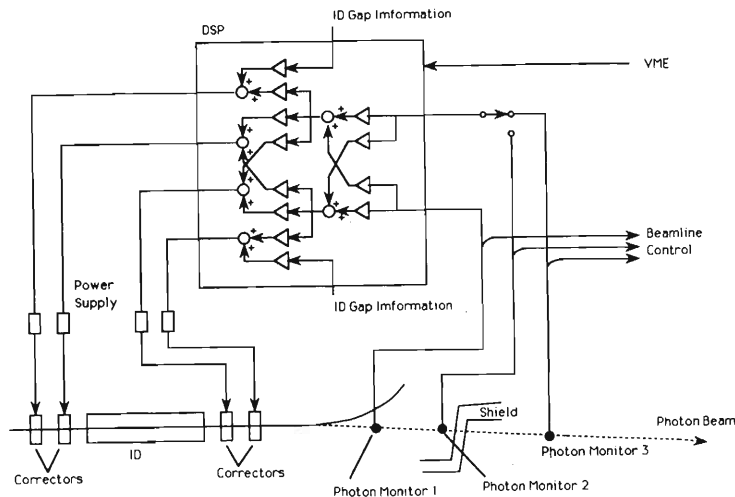 ID Gap Imformation
DSP
VME
+
+
+
+
+
+
+
+
+
+
+
+
Beamline
Control
Power
Supply
ID Gap Imformation
Shield
Photon Beam
ID
Correctors
Correctors
Photon Monitor 1
Photon Monitor 2
Photon Monitor 3